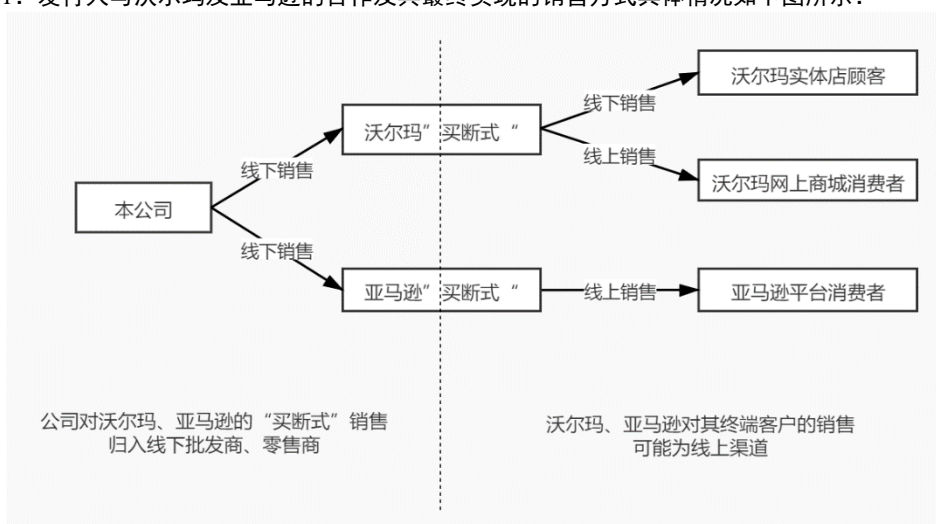 1. 发行人与沃尔玛及亚马逊的合作及其最终实现的销售方式具体情况如下图所示：
沃尔玛实体店顾客
线下销售
沃尔玛”买断式“
线上销售
线下销售
沃尔玛网上商城消费者
本公司
线下销售
亚马逊”买断式“
线上销售
亚马逊平台消费者
公司对沃尔玛、亚马逊的“买断式”销售
归入线下批发商、零售商
沃尔玛、亚马逊对其终端客户的销售
可能为线上渠道